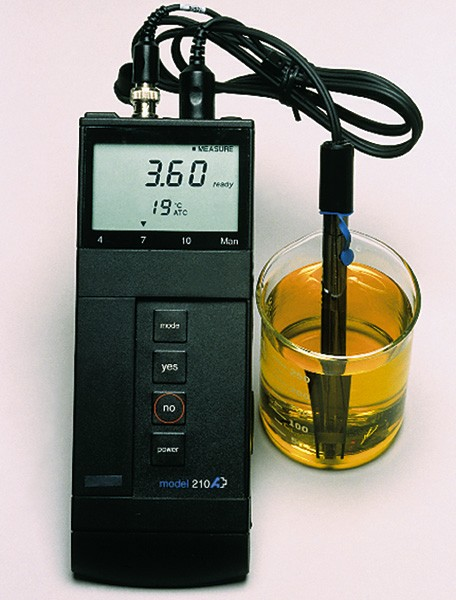 MEASURE
3.60 ready
19 °C
ATC
4 7 10 Man
mode
yes
no
power
model 210 A+
100